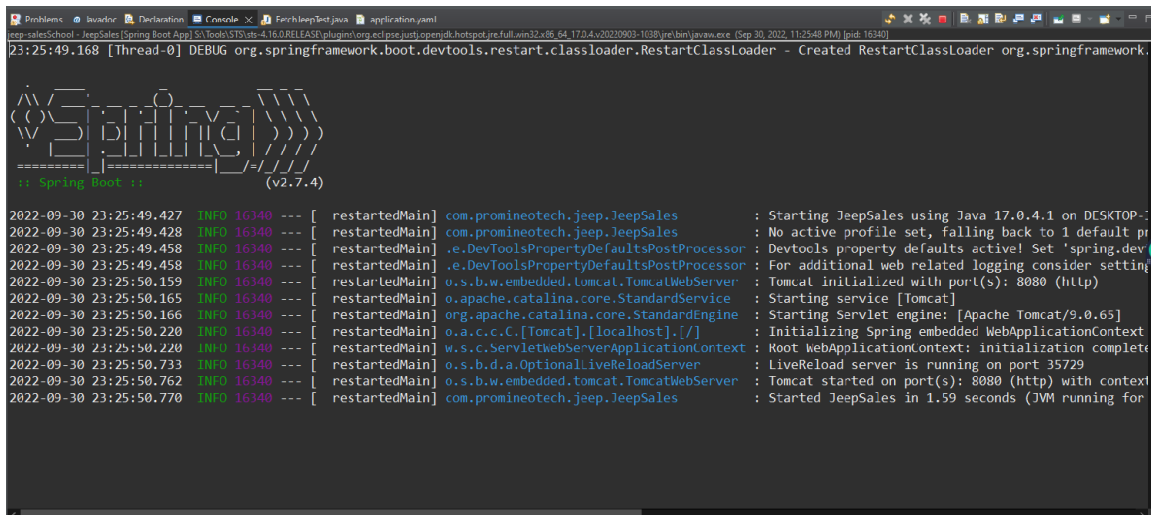 Problems @ Javadoc Declaration Console × FetchJeepTest.java application.yaml
jeep-salesSchool - JeepSales [Spring Boot App] S:\Tools\STS\sts-4.16.0.RELEASE\plugins\org.eclipse.justj.openjdk.hotspot.jre.full.win32.x86_64_17.0.4.v20220903-1038\jre\bin\javaw.exe (Sep 30, 2022, 11:25:48 PM) [pid: 16340]
23:25:49.168 [Thread-0] DEBUG org.springframework.boot.devtools.restart.classloader.RestartClassLoader - Created RestartClassLoader org.springframework.
Spring
:: Spring Boot :: (v2.7.4)
2022-09-30 23:25:49.427 INFO 16340 --- [ restartedMain] com.promineotech.jeep.JeepSales : Starting JeepSales using Java 17.0.4.1 on DESKTOP-
2022-09-30 23:25:49.428 INFO 16340 --- [ restartedMain] com.promineotech.jeep.JeepSales : No active profile set, falling back to 1 default pr
2022-09-30 23:25:49.458 INFO 16340 --- [ restartedMain] .e.DevToolsPropertyDefaultsPostProcessor : Devtools property defaults active! Set 'spring.dev
2022-09-30 23:25:49.458 INFO 16340 --- [ restartedMain] .e.DevToolsPropertyDefaultsPostProcessor : For additional web related logging consider setting
2022-09-30 23:25:50.159 INFO 16340 --- [ restartedMain] o.s.b.w.embedded.tomcat.TomcatWebServer : Tomcat initialized with port(s): 8080 (http)
2022-09-30 23:25:50.165 INFO 16340 --- [ restartedMain] o.apache.catalina.core.StandardService : Starting service [Tomcat]
2022-09-30 23:25:50.166 INFO 16340 --- [ restartedMain] org.apache.catalina.core.StandardEngine : Starting Servlet engine: [Apache Tomcat/9.0.65]
2022-09-30 23:25:50.220 INFO 16340 --- [ restartedMain] o.a.c.c.C.[Tomcat].[localhost].[/] : Initializing Spring embedded WebApplicationContext
2022-09-30 23:25:50.220 INFO 16340 --- [ restartedMain] w.s.c.ServletWebServerApplicationContext : Root WebApplicationContext: initialization complete
2022-09-30 23:25:50.733 INFO 16340 --- [ restartedMain] o.s.b.d.a.OptionalLiveReloadServer : LiveReload server is running on port 35729
2022-09-30 23:25:50.762 INFO 16340 --- [ restartedMain] o.s.b.w.embedded.tomcat.TomcatWebServer : Tomcat started on port(s): 8080 (http) with context
2022-09-30 23:25:50.770 INFO 16340 --- [ restartedMain] com.promineotech.jeep.JeepSales : Started JeepSales in 1.59 seconds (JVM running for